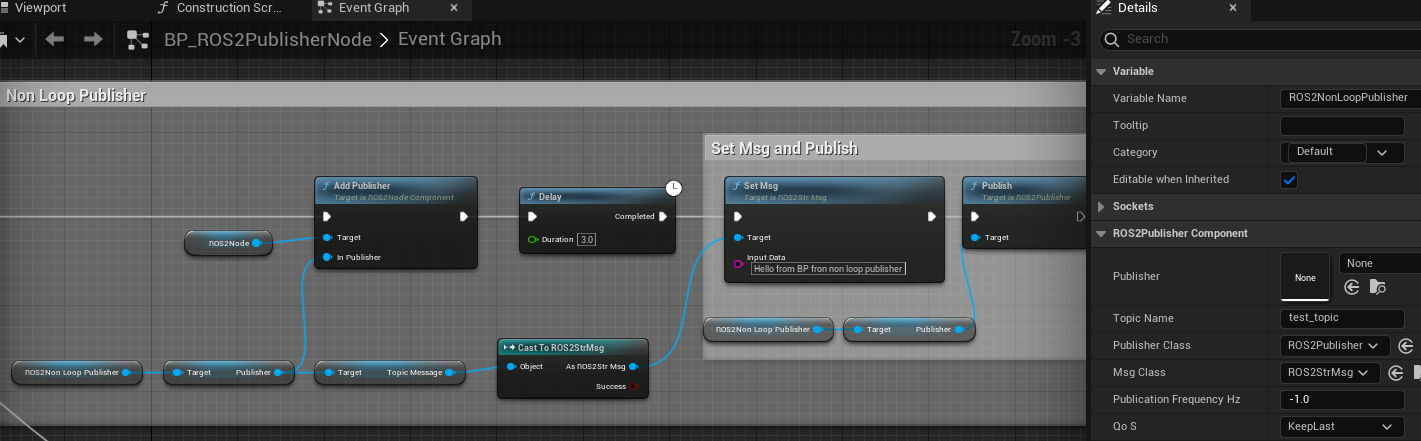 Viewport
Construction Scr...
Event Graph
Details
BP_ROS2PublisherNode > Event Graph
Zoom -3
Search
Non Loop Publisher
Variable
Variable Name
ROS2NonLoopPublisher
Tooltip
Category
Default
Editable when Inherited
Sockets
ROS2Publisher Component
Publisher
None
None
Topic Name
test_topic
Publisher Class
ROS2Publisher
Msg Class
ROS2StrMsg
Publication Frequency Hz
-1.0
Qo S
KeepLast
Set Msg and Publish
Add Publisher
Target is ROS2Node Component
Target
In Publisher
ROS2Node
Delay
Completed
Duration 3.0
Set Msg
Target is ROS2Str Msg
Target
Input Data
Hello from BP fron non loop publisher
Publish
Target is ROS2Publisher
Target
ROS2Non Loop Publisher
Target Publisher
Cast To ROS2StrMsg
Object As ROS2Str Msg
Success
ROS2Non Loop Publisher
Target Publisher
Target Topic Message